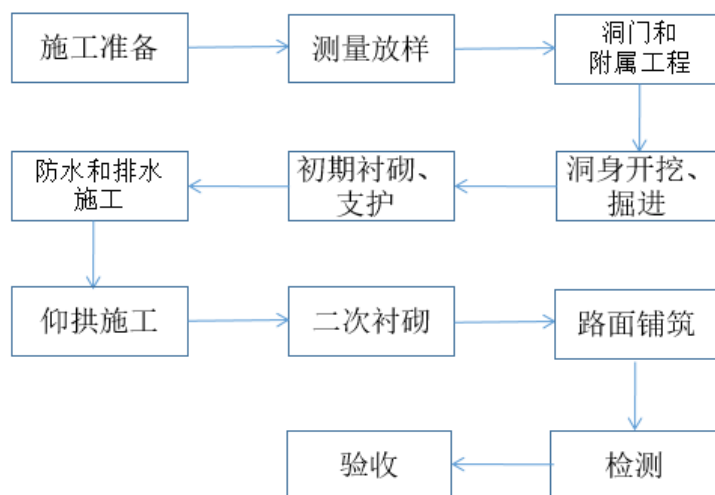 施工准备
测量放样
洞门和
附属工程
洞身开挖、
掘进
初期衬砌、
支护
防水和排水
施工
仰拱施工
二次衬砌
路面铺筑
检测
验收